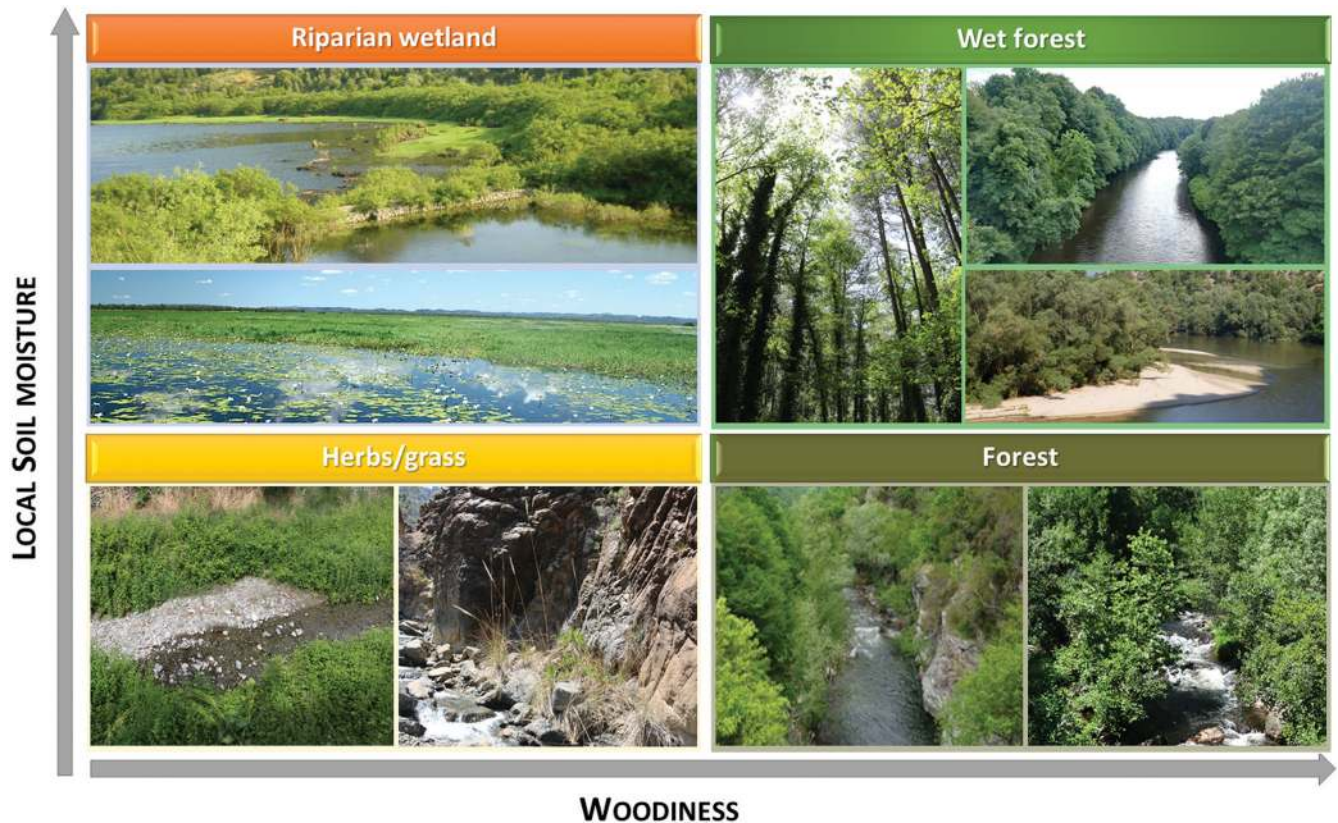 Riparian wetland
Wet forest
Herbs/grass
Forest
LOCAL SOIL MOISTURE
WOODINESS